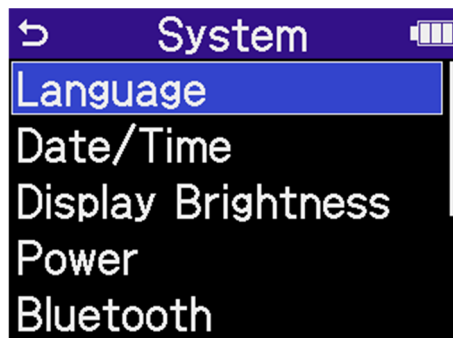 System
Language
Date/Time
Display Brightness
Power
Bluetooth